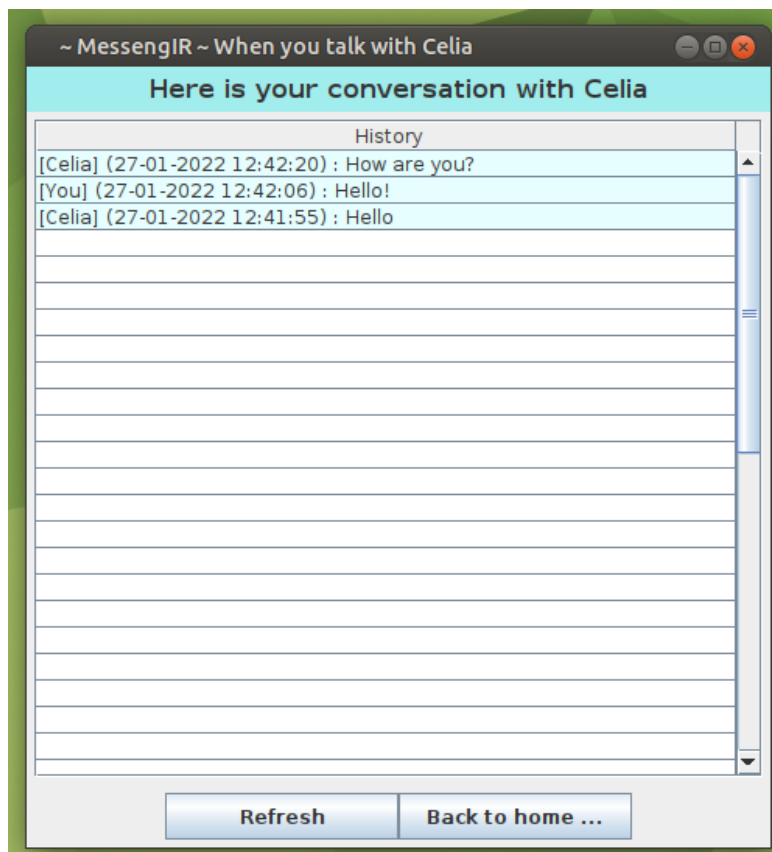 ~ MessengIR ~ When you talk with Celia
Here is your conversation with Celia
History
[Celia] (27-01-2022 12:42:20) : How are you?
[You] (27-01-2022 12:42:06) : Hello!
[Celia] (27-01-2022 12:41:55) : Hello
Refresh
Back to home ...